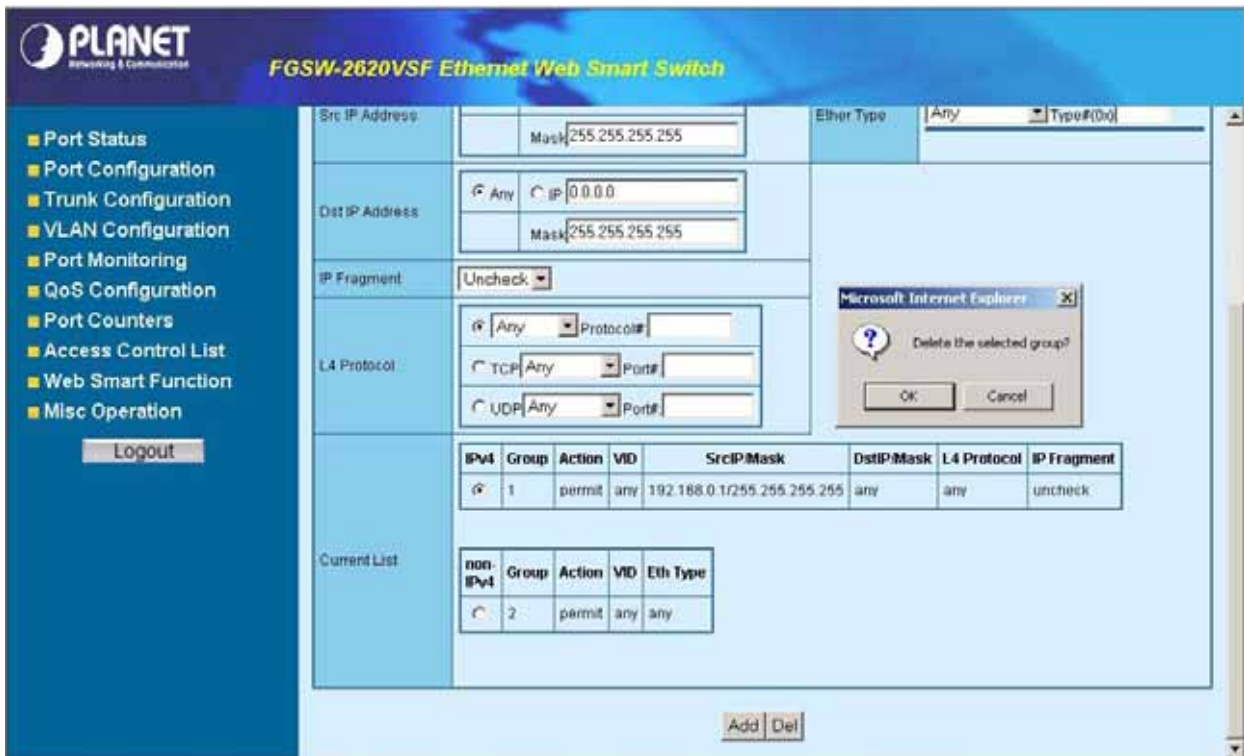 PLANET
Networking & Communication
FGSW-2620VSF Ethernet Web Smart Switch
Port Status
Port Configuration
Trunk Configuration
VLAN Configuration
Port Monitoring
QoS Configuration
Port Counters
Access Control List
Web Smart Function
Misc Operation
Logout
Src IP Address
Mask 255.255.255.255
Ether Type
Any
Type#(0x)
Dst IP Address
Any IP 0.0.0.0
Mask 255.255.255.255
IP Fragment
Uncheck
L4 Protocol
Any Protocol#:
TCP Any Port#:
UDP Any Port#:
Microsoft Internet Explorer
Delete the selected group?
OK Cancel
Current List
IPv4 Group Action VID SrcIP/Mask DstIP/Mask L4 Protocol IP Fragment
1 permit any 192.168.0.1/255.255.255.255 any any uncheck
non-IPv4 Group Action VID Eth Type
2 permit any any
Add Del